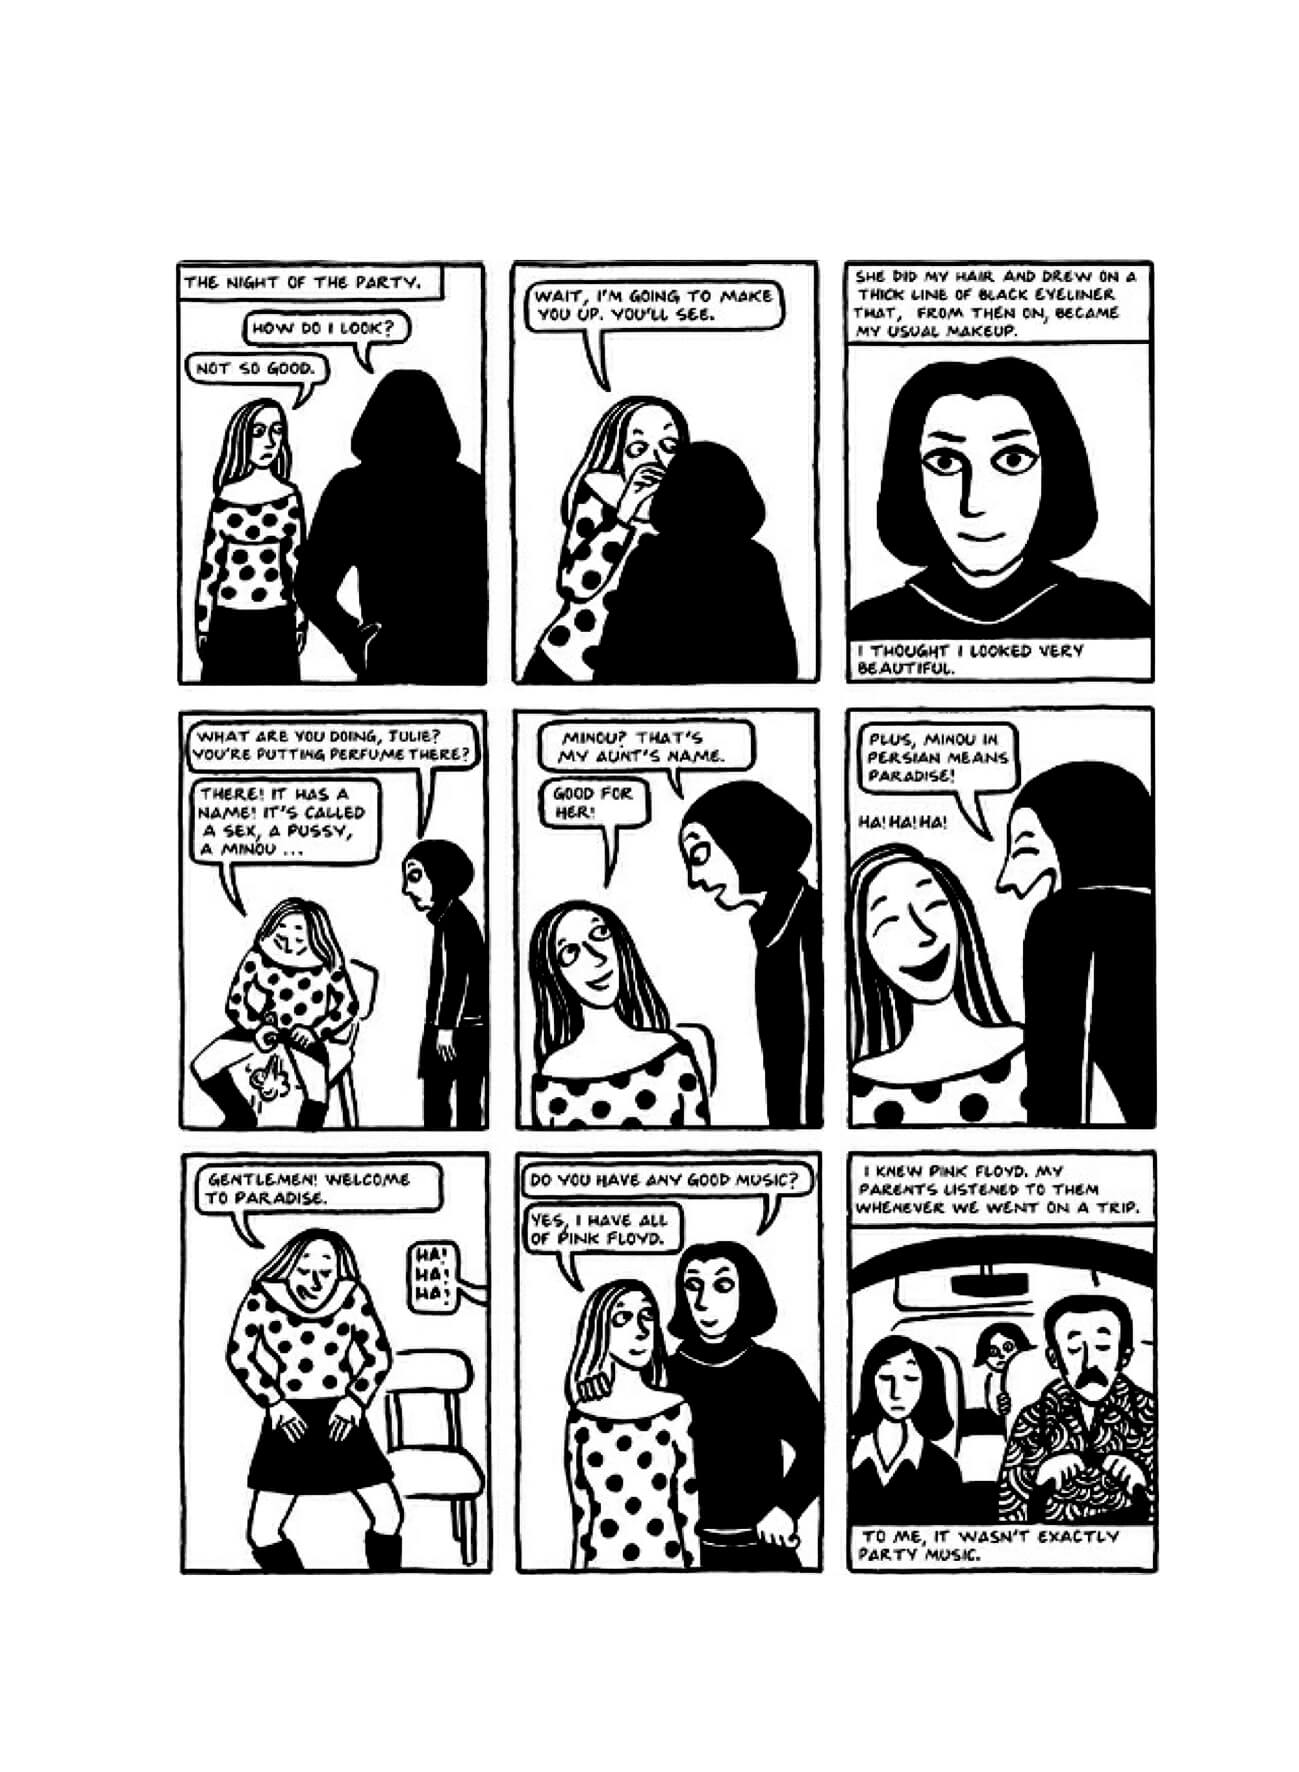 THE NIGHT OF THE PARTY.
HOW DO I LOOK?
NOT SO GOOD.
WAIT, I'M GOING TO MAKE
YOU UP. YOU'LL SEE.
SHE DID MY HAIR AND DREW ON A
THICK LINE OF BLACK EYELINER
THAT, FROM THEN ON, BECAME
MY USUAL MAKEUP.
I THOUGHT I LOOKED VERY
BEAUTIFUL.
WHAT ARE YOU DOING, JULIE?
YOU'RE PUTTING PERFUME THERE?
THERE! IT HAS A
NAME! IT'S CALLED
A SEX, A PUSSY,
A MINOU ...
MINOU? THAT'S
MY AUNT'S NAME.
GOOD FOR
HER!
PLUS, MINOU IN
PERSIAN MEANS
PARADISE!
HA! HA! HA!
GENTLEMEN! WELCOME
TO PARADISE.
HA!
HA!
HA!
DO YOU HAVE ANY GOOD MUSIC?
YES, I HAVE ALL
OF PINK FLOYD.
I KNEW PINK FLOYD. MY
PARENTS LISTENED TO THEM
WHENEVER WE WENT ON A TRIP.
TO ME, IT WASN'T EXACTLY
PARTY MUSIC.